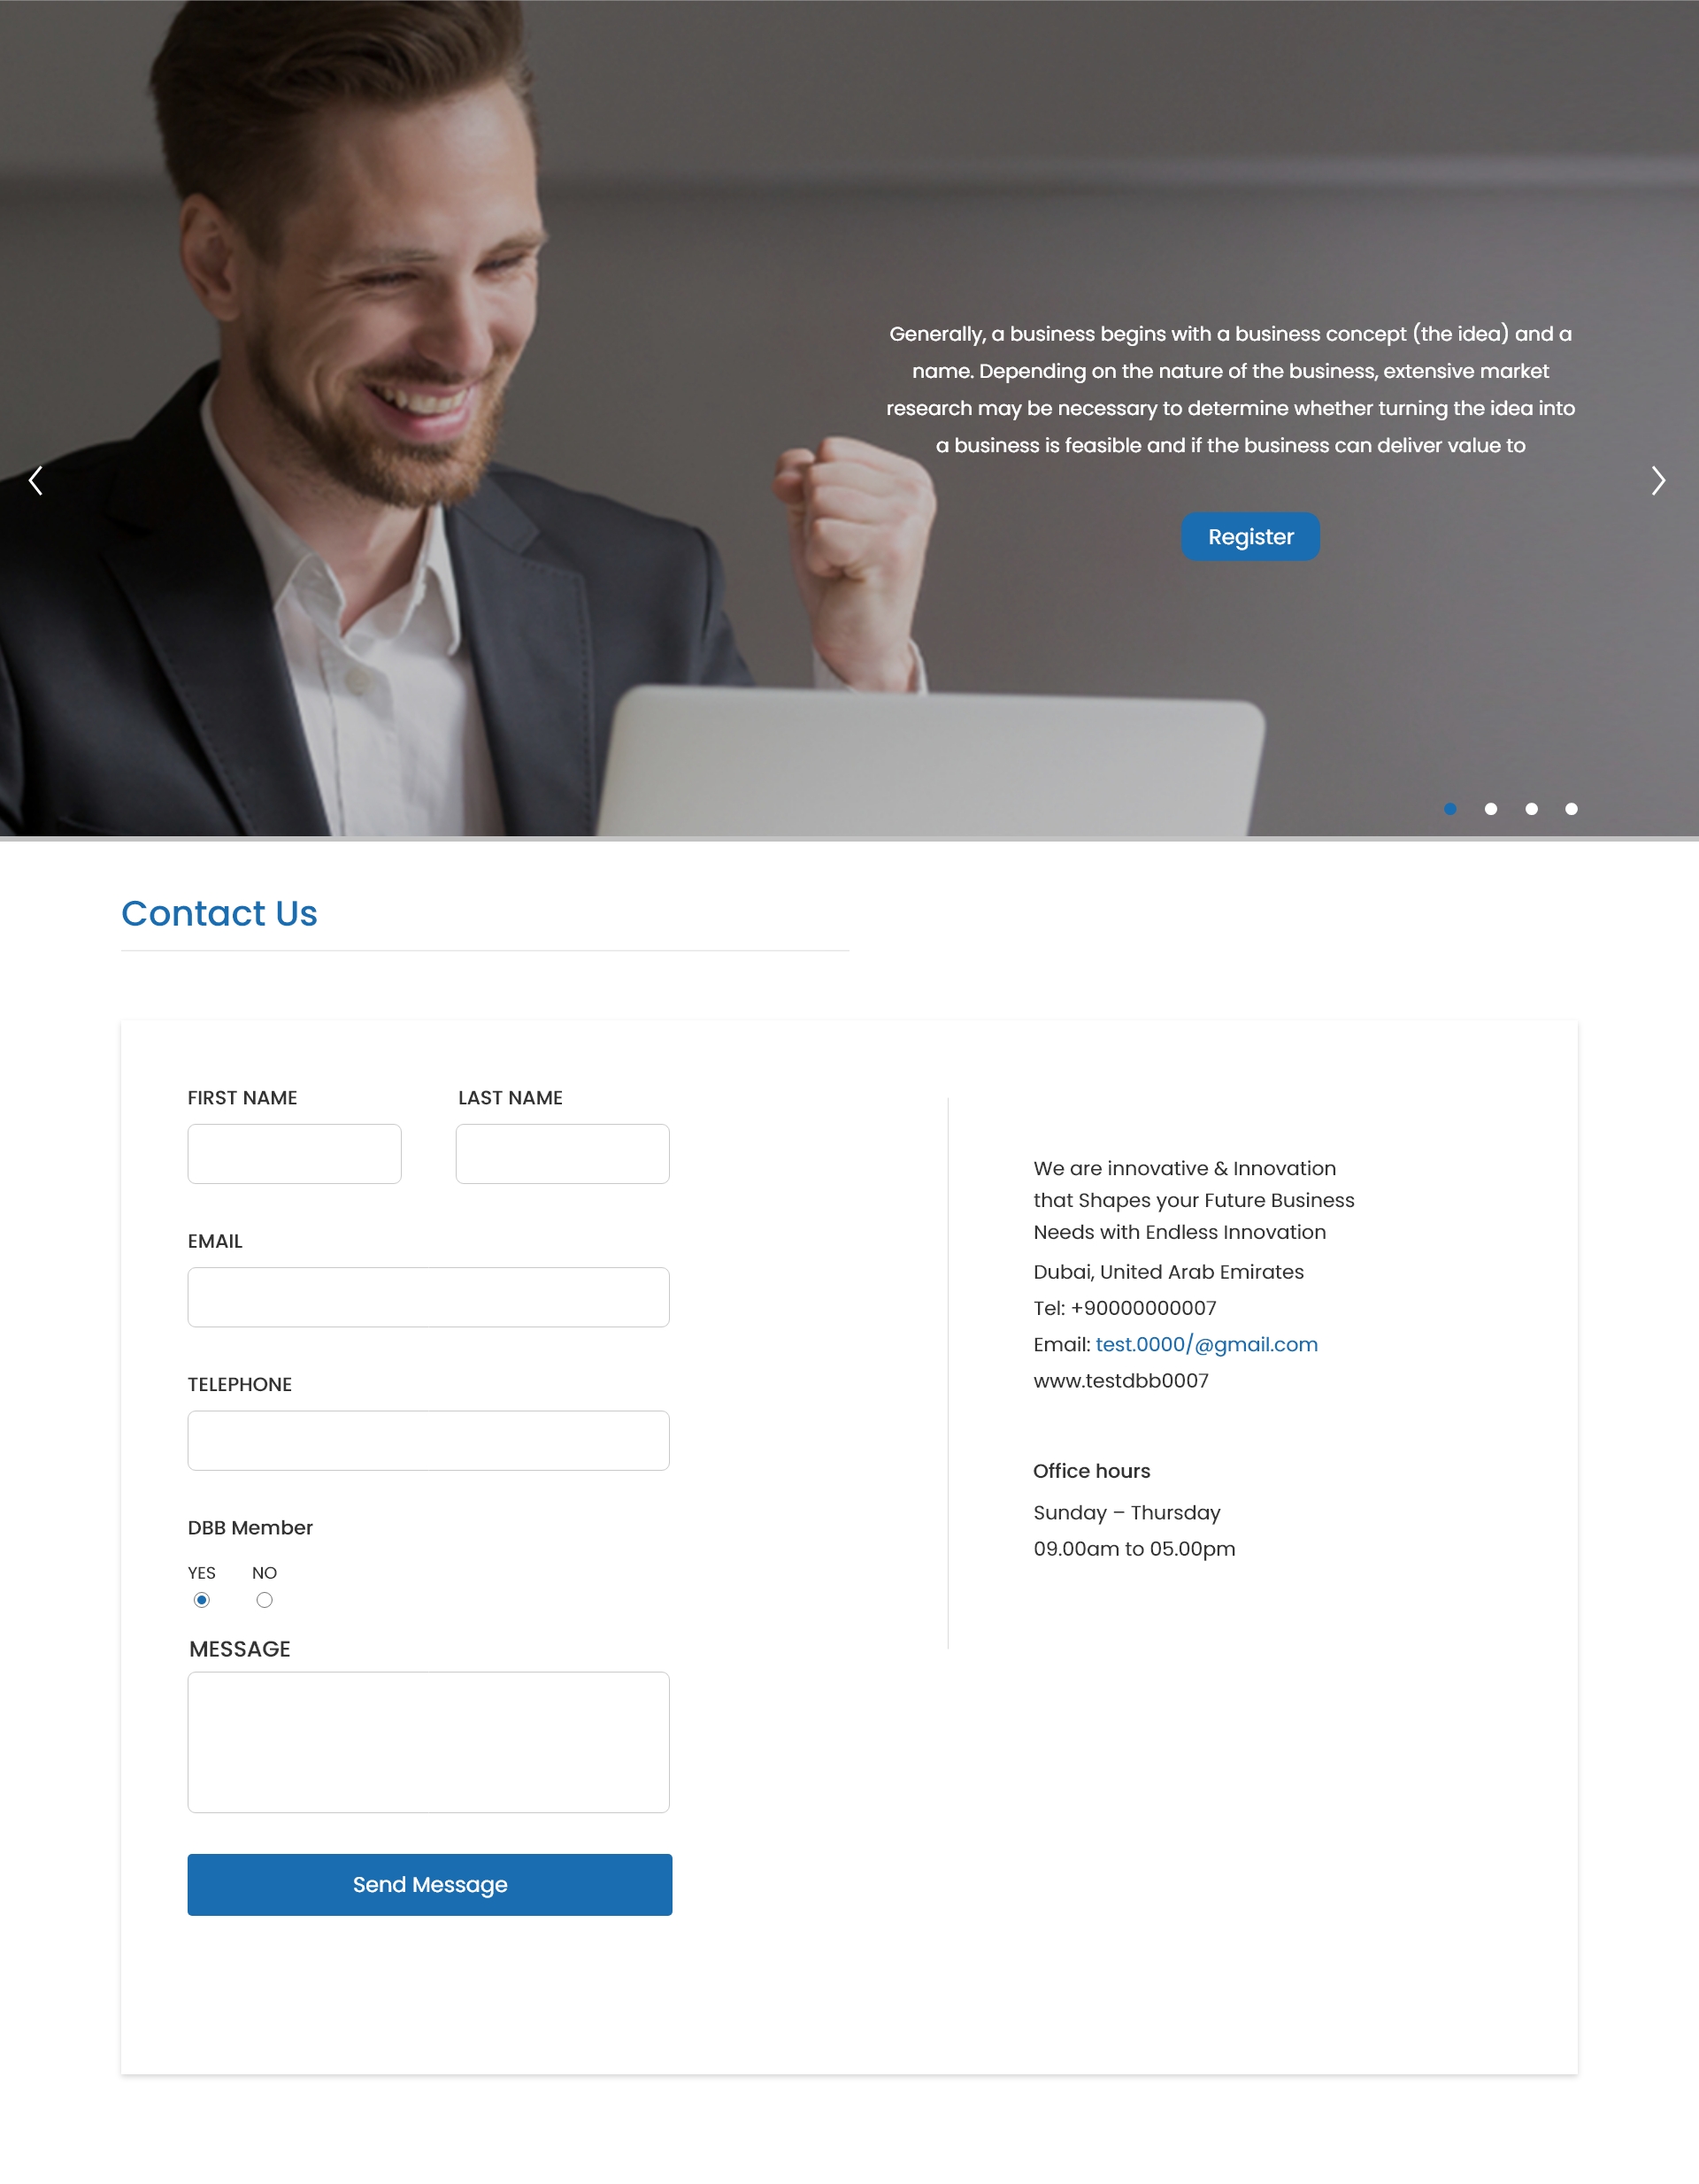 Generally, a business begins with a business concept (the idea) and a
name. Depending on the nature of the business, extensive market
research may be necessary to determine whether turning the idea into
a business is feasible and if the business can deliver value to
Register
Contact Us
FIRST NAME
LAST NAME
EMAIL
TELEPHONE
DBB Member
YES
NO
MESSAGE
Send Message
We are innovative & Innovation
that Shapes your Future Business
Needs with Endless Innovation
Dubai, United Arab Emirates
Tel: +90000000007
Email: test.0000/@gmail.com
www.testdbb0007
Office hours
Sunday – Thursday
09.00am to 05.00pm